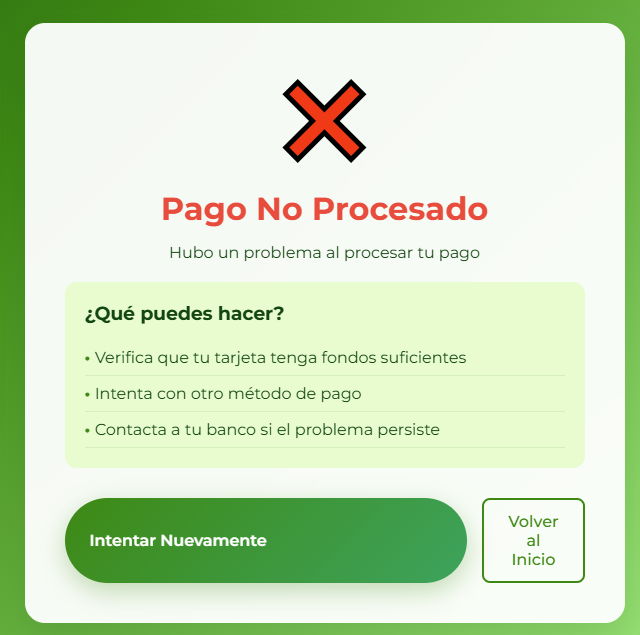 Pago No Procesado
Hubo un problema al procesar tu pago
¿Qué puedes hacer?
• Verifica que tu tarjeta tenga fondos suficientes
• Intenta con otro método de pago
• Contacta a tu banco si el problema persiste
Intentar Nuevamente
Volver
al
Inicio